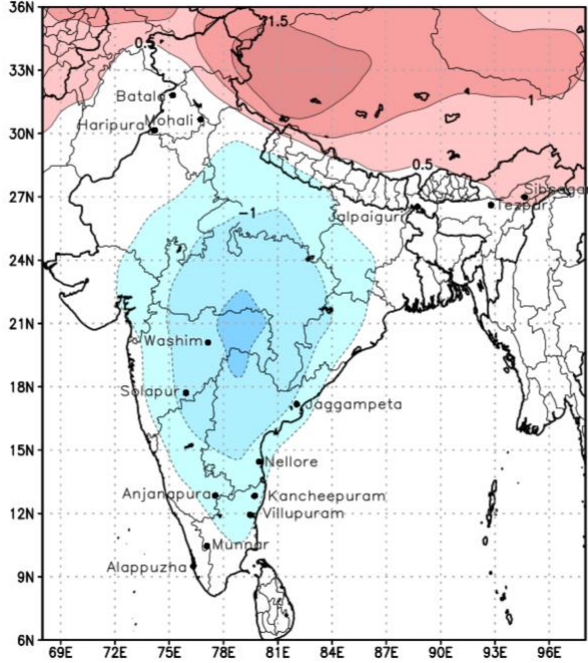 36N
1.5
0.5
33N
Batala
1
Mohali
Haripura
30N
0.5
27N
Sibsagar
Tezpur
Jalpaiguri
-1
24N
21N
Washim
18N
Solapur
Jaggampeta
15N
Nellore
Anjanapura
Kancheepuram
12N
Villupuram
Munnar
Alappuzha
9N
6N
69E 72E 75E 78E 81E 84E 87E 90E 93E 96E